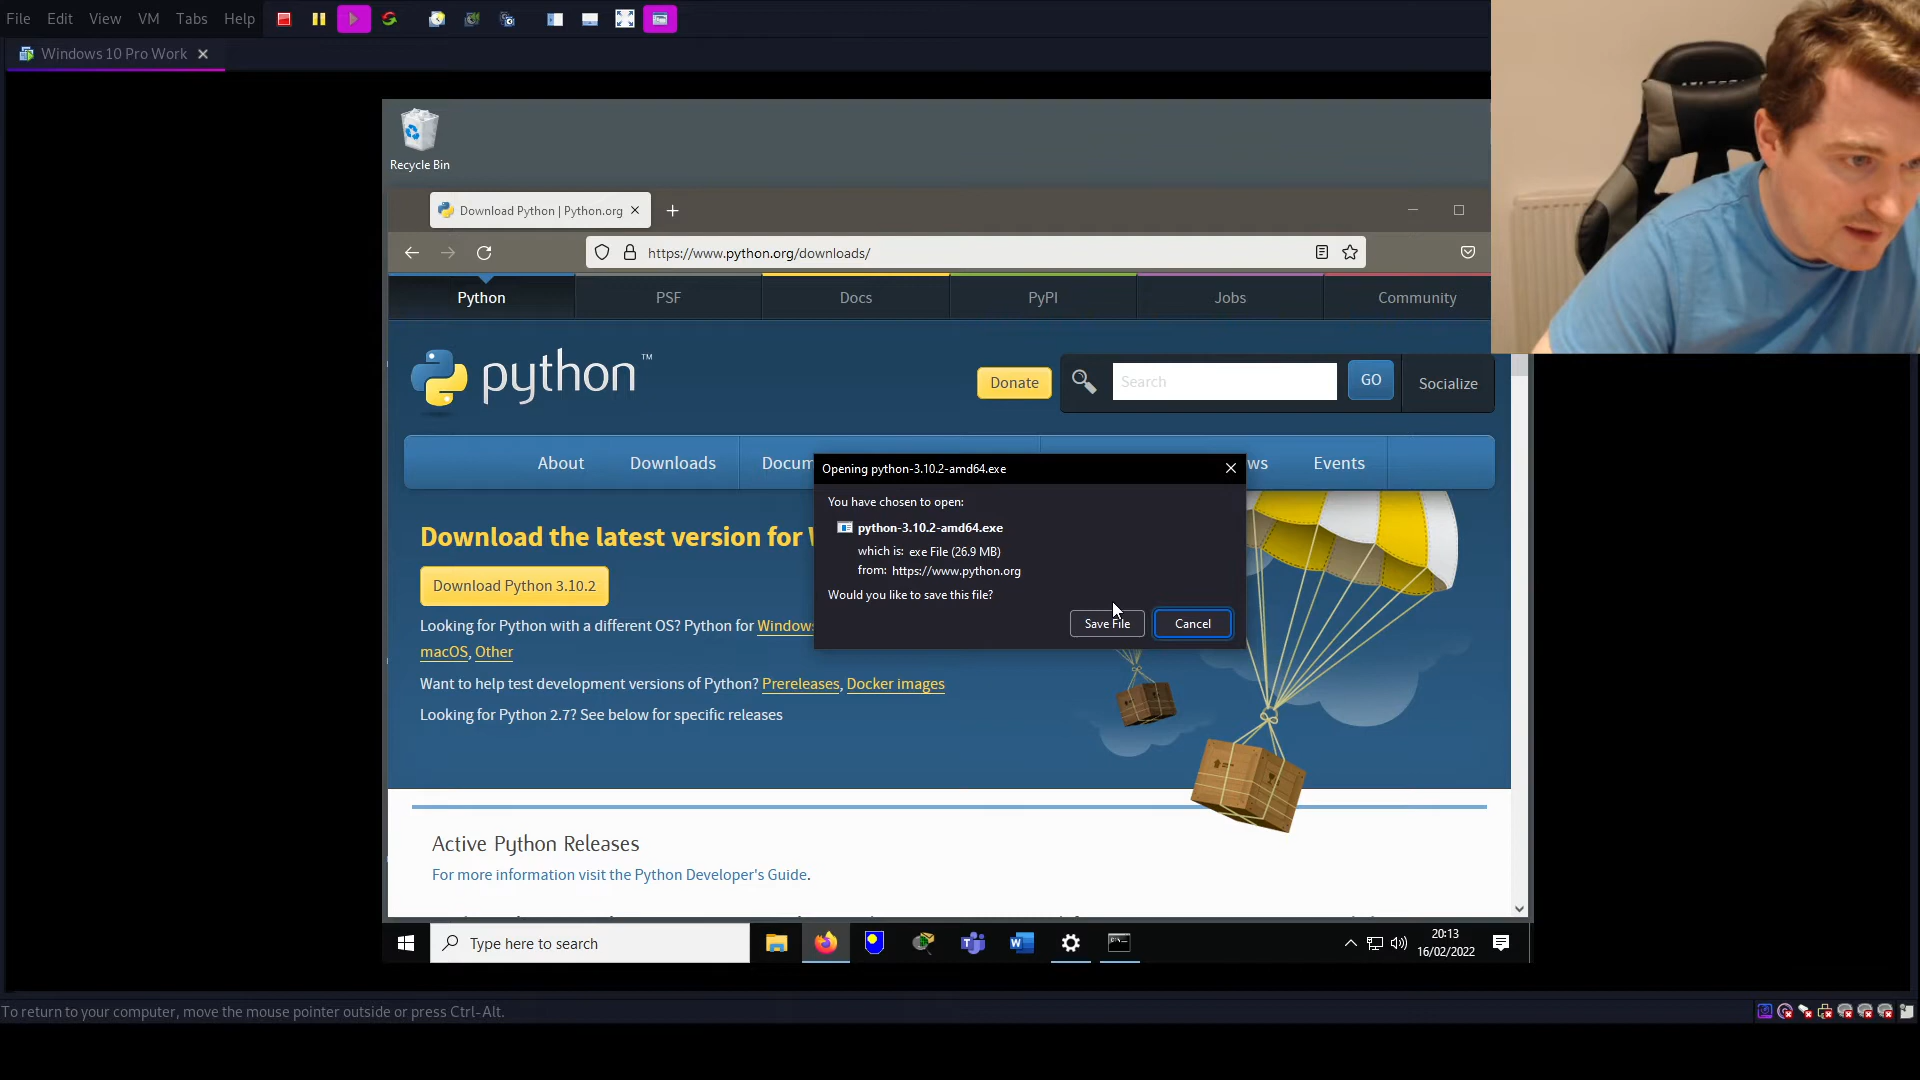 File Edit View VM Tabs Help
Windows 10 Pro Work
Recycle Bin
Download Python | Python.org
https://www.python.org/downloads/
Python PSF Docs PyPI Jobs Community
python™
Donate Search GO Socialize
About Downloads Docum ws Events
Opening python-3.10.2-amd64.exe
You have chosen to open:
python-3.10.2-amd64.exe
which is: exe File (26.9 MB)
from: https://www.python.org
Would you like to save this file?
Save File Cancel
Download the latest version for W
Download Python 3.10.2
Looking for Python with a different OS? Python for Windows
macOS, Other
Want to help test development versions of Python? Prereleases, Docker images
Looking for Python 2.7? See below for specific releases
Active Python Releases
For more information visit the Python Developer's Guide.
Type here to search
20:13
16/02/2022
To return to your computer, move the mouse pointer outside or press Ctrl-Alt.